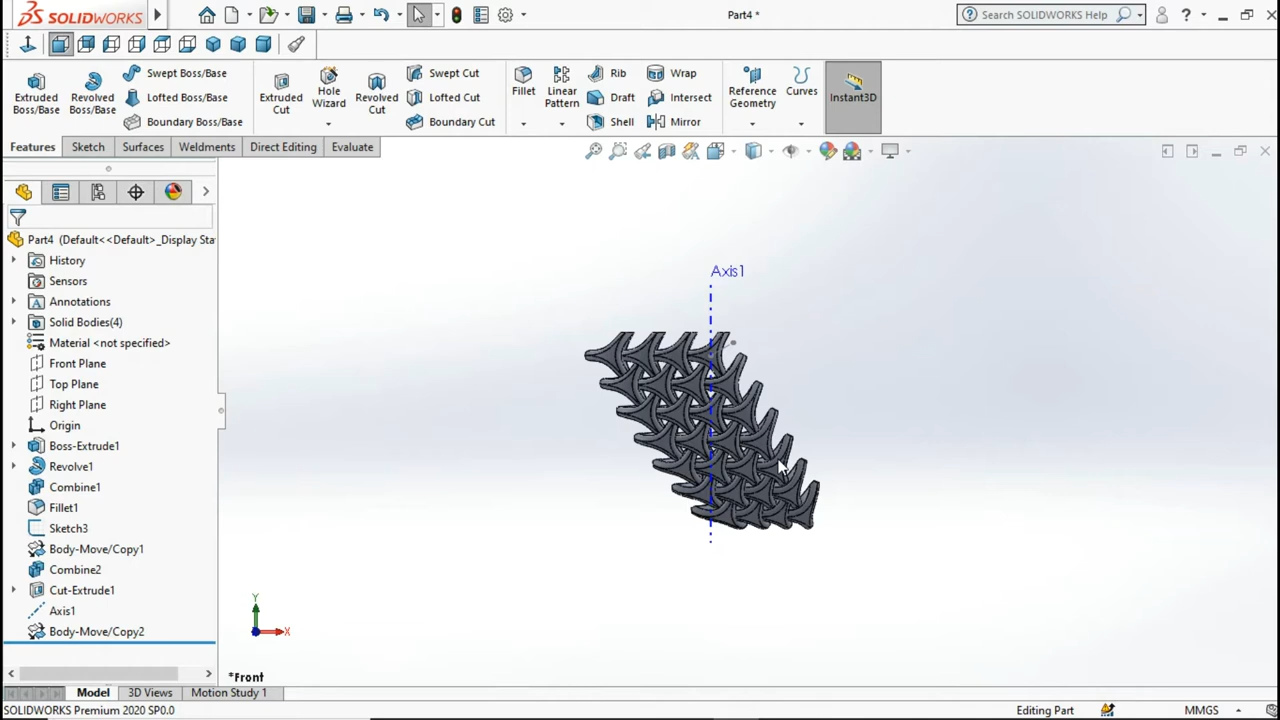 SOLIDWORKS
Part4 *
Search SOLIDWORKS Help
?
Extruded Boss/Base
Revolved Boss/Base
Swept Boss/Base
Lofted Boss/Base
Boundary Boss/Base
Extruded Cut
Hole Wizard
Revolved Cut
Swept Cut
Lofted Cut
Boundary Cut
Fillet
Linear Pattern
Rib
Draft
Shell
Wrap
Intersect
Mirror
Reference Geometry
Curves
Instant3D
Features Sketch Surfaces Weldments Direct Editing Evaluate
Part4 (Default<<Default>_Display Sta
History
Sensors
Annotations
Solid Bodies(4)
Material <not specified>
Front Plane
Top Plane
Right Plane
Origin
Boss-Extrude1
Revolve1
Combine1
Fillet1
Sketch3
Body-Move/Copy1
Combine2
Cut-Extrude1
Axis1
Body-Move/Copy2
Axis1
Y
X
*Front
Model 3D Views Motion Study 1
SOLIDWORKS Premium 2020 SP0.0
Editing Part
MMGS